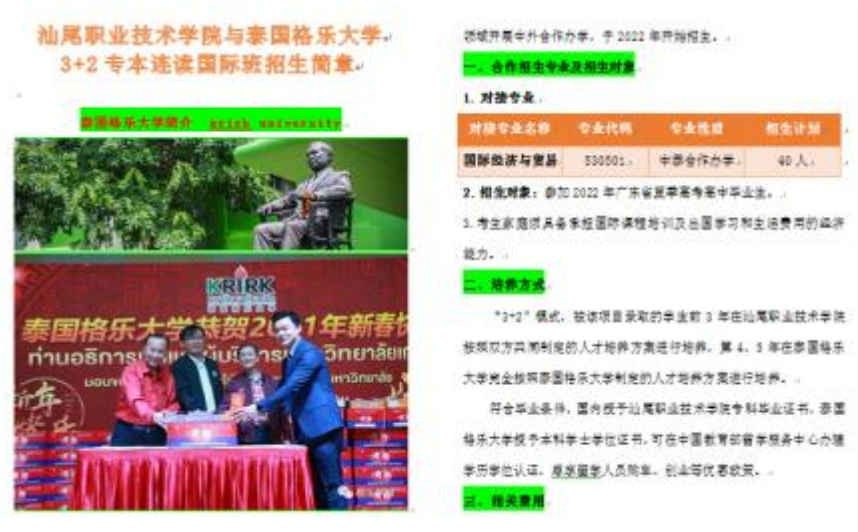 汕尾职业技术学院与泰国格乐大学
3+2 专本连读国际班招生简章
泰国格乐大学简介 krirk university
KRIRK
泰国格乐大学恭贺2021年新春快
领域开展中外合作办学，于 2022 年开始招生。
一、合作招生专业及招生对象
1. 对接专业
对接专业名称 专业代码 专业性质 招生计划
国际经济与贸易 530501 中泰合作办学 40 人
2. 招生对象：参加 2022 年广东省夏季高考高中毕业生。
3. 考生家庭须具备承担国际课程培训及出国学习和生活费用的经济
能力。
二、培养方式
“3+2”模式，被该项目录取的学生前 3 年在汕尾职业技术学院
按照双方共同制定的人才培养方案进行培养，第 4、5 年在泰国格乐
大学完全按照泰国格乐大学制定的人才培养方案进行培养。
符合毕业条件，国内授予汕尾职业技术学院专科毕业证书，泰国
格乐大学授予本科学士学位证书，可在中国教育部留学服务中心办理
学历学位认证，享受留学人员购车、创业等优惠政策。
三、相关费用